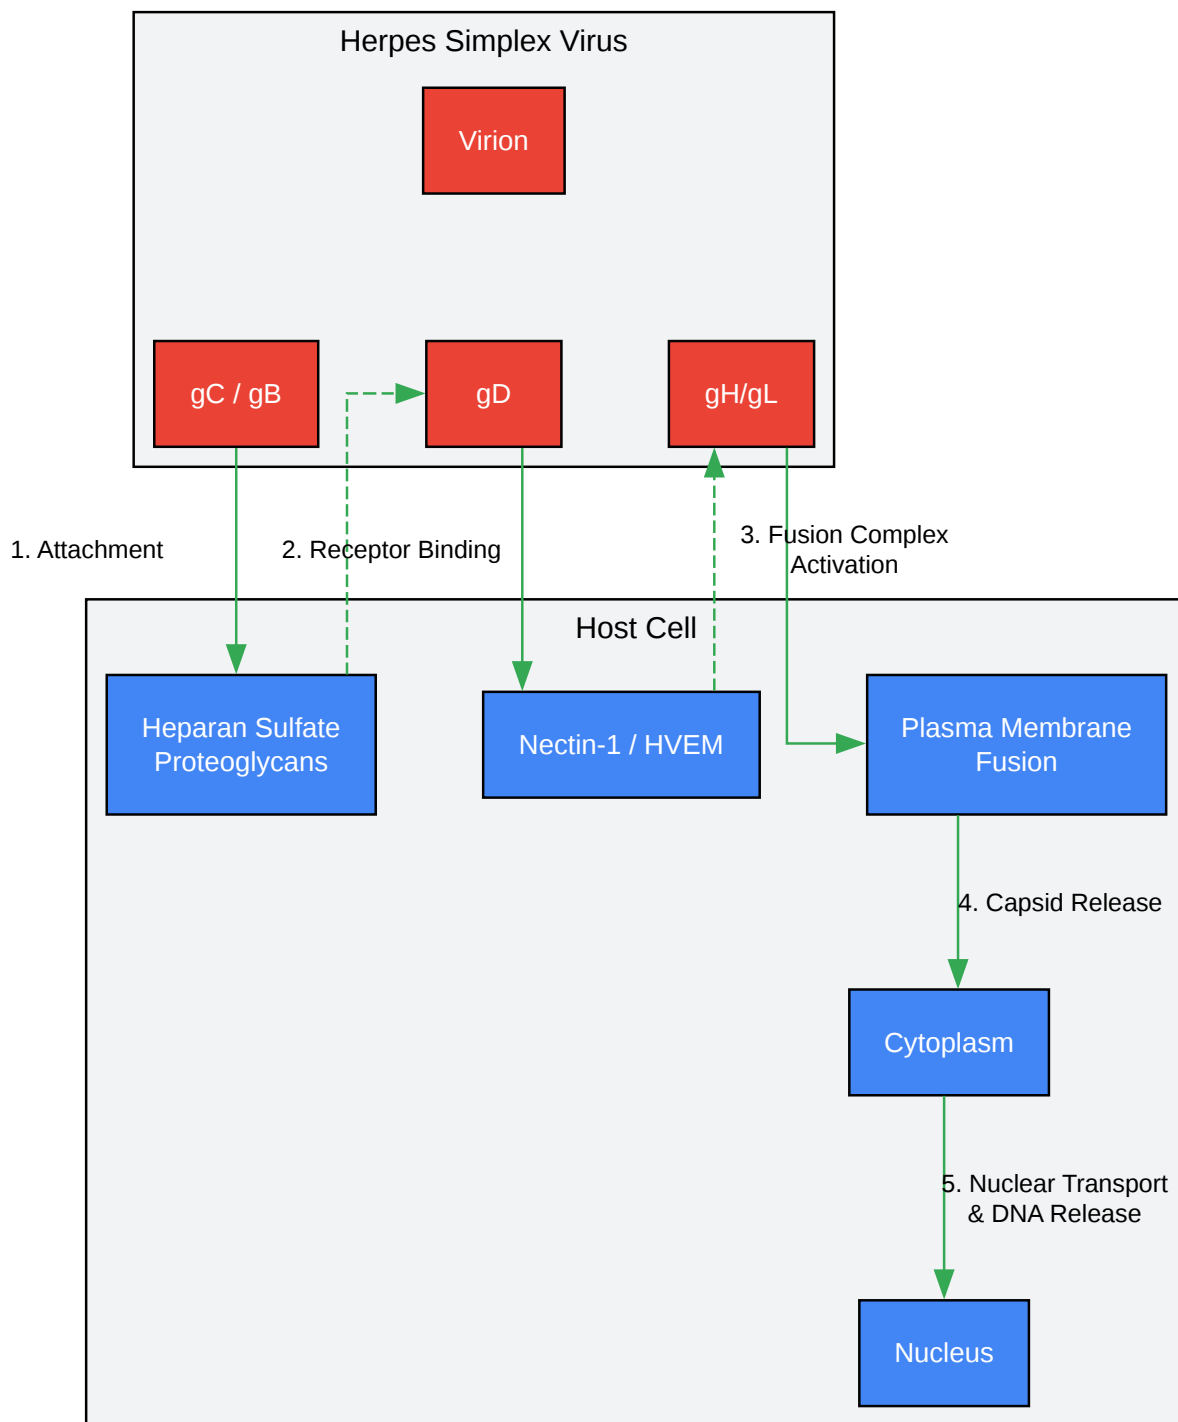 Herpes Simplex Virus
Virion
gC / gB
gD
gH/gL
1. Attachment
2. Receptor Binding
3. Fusion Complex
Activation
Host Cell
Heparan Sulfate
Proteoglycans
Nectin-1 / HVEM
Plasma Membrane
Fusion
4. Capsid Release
Cytoplasm
5. Nuclear Transport
& DNA Release
Nucleus